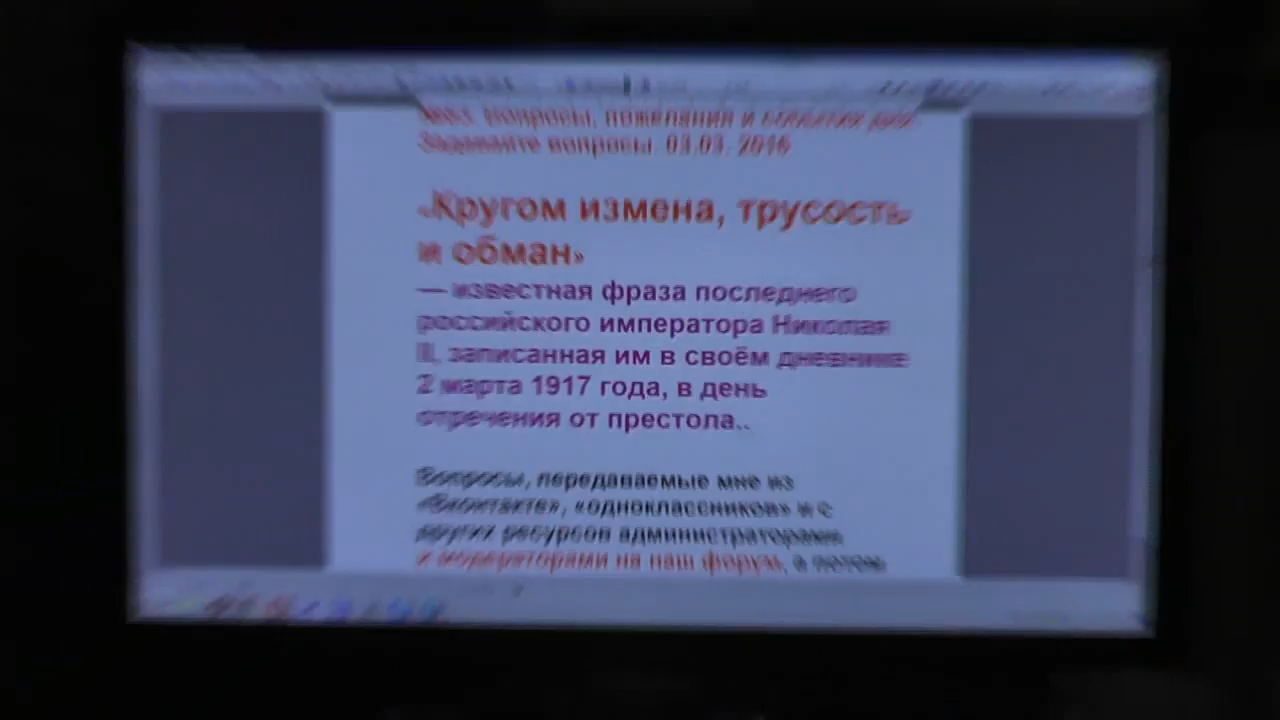 вопросы, пожелания и события дня.
Задавайте вопросы. 03.03. 2016
«Кругом измена, трусость
и обман»
— известная фраза последнего
российского императора Николая
II, записанная им в своём дневнике
2 марта 1917 года, в день
отречения от престола..
Вопросы, передаваемые мне из
«Вконтакте», «одноклассников» и с
других ресурсов администраторами
и модераторами на наш форум, а потом